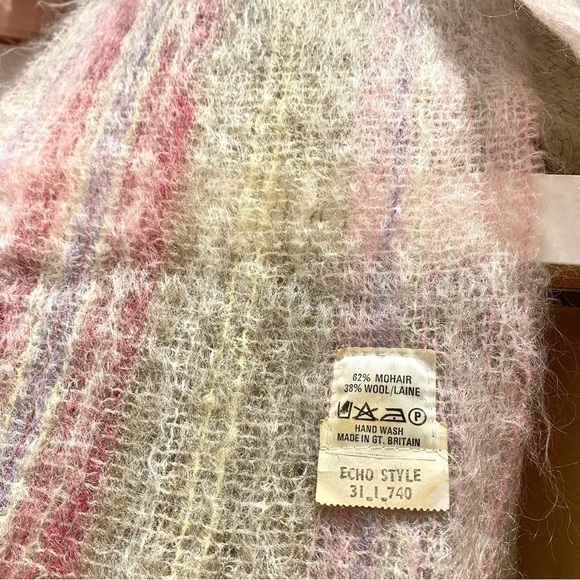 62% MOHAIR
38% WOOL/LAINE
P
HAND WASH
MADE IN GT. BRITAIN
ECHO STYLE
31_1_740